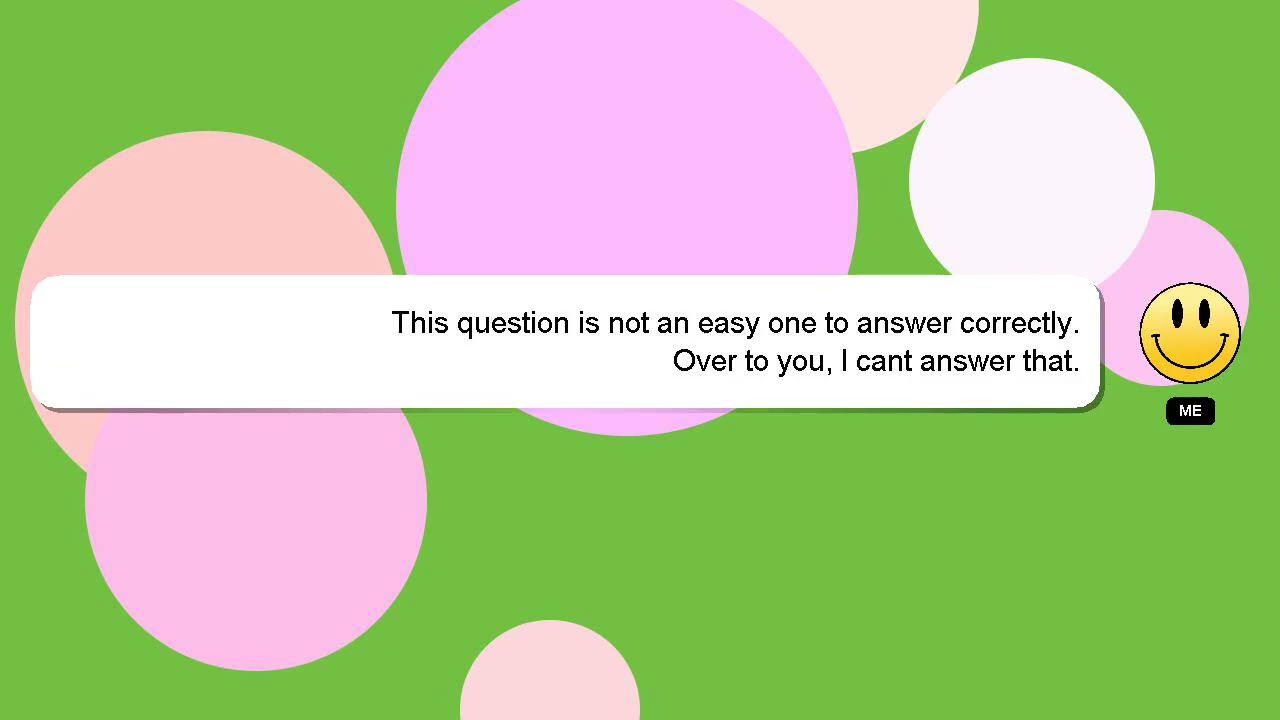 This question is not an easy one to answer correctly.
Over to you, I cant answer that.
ME